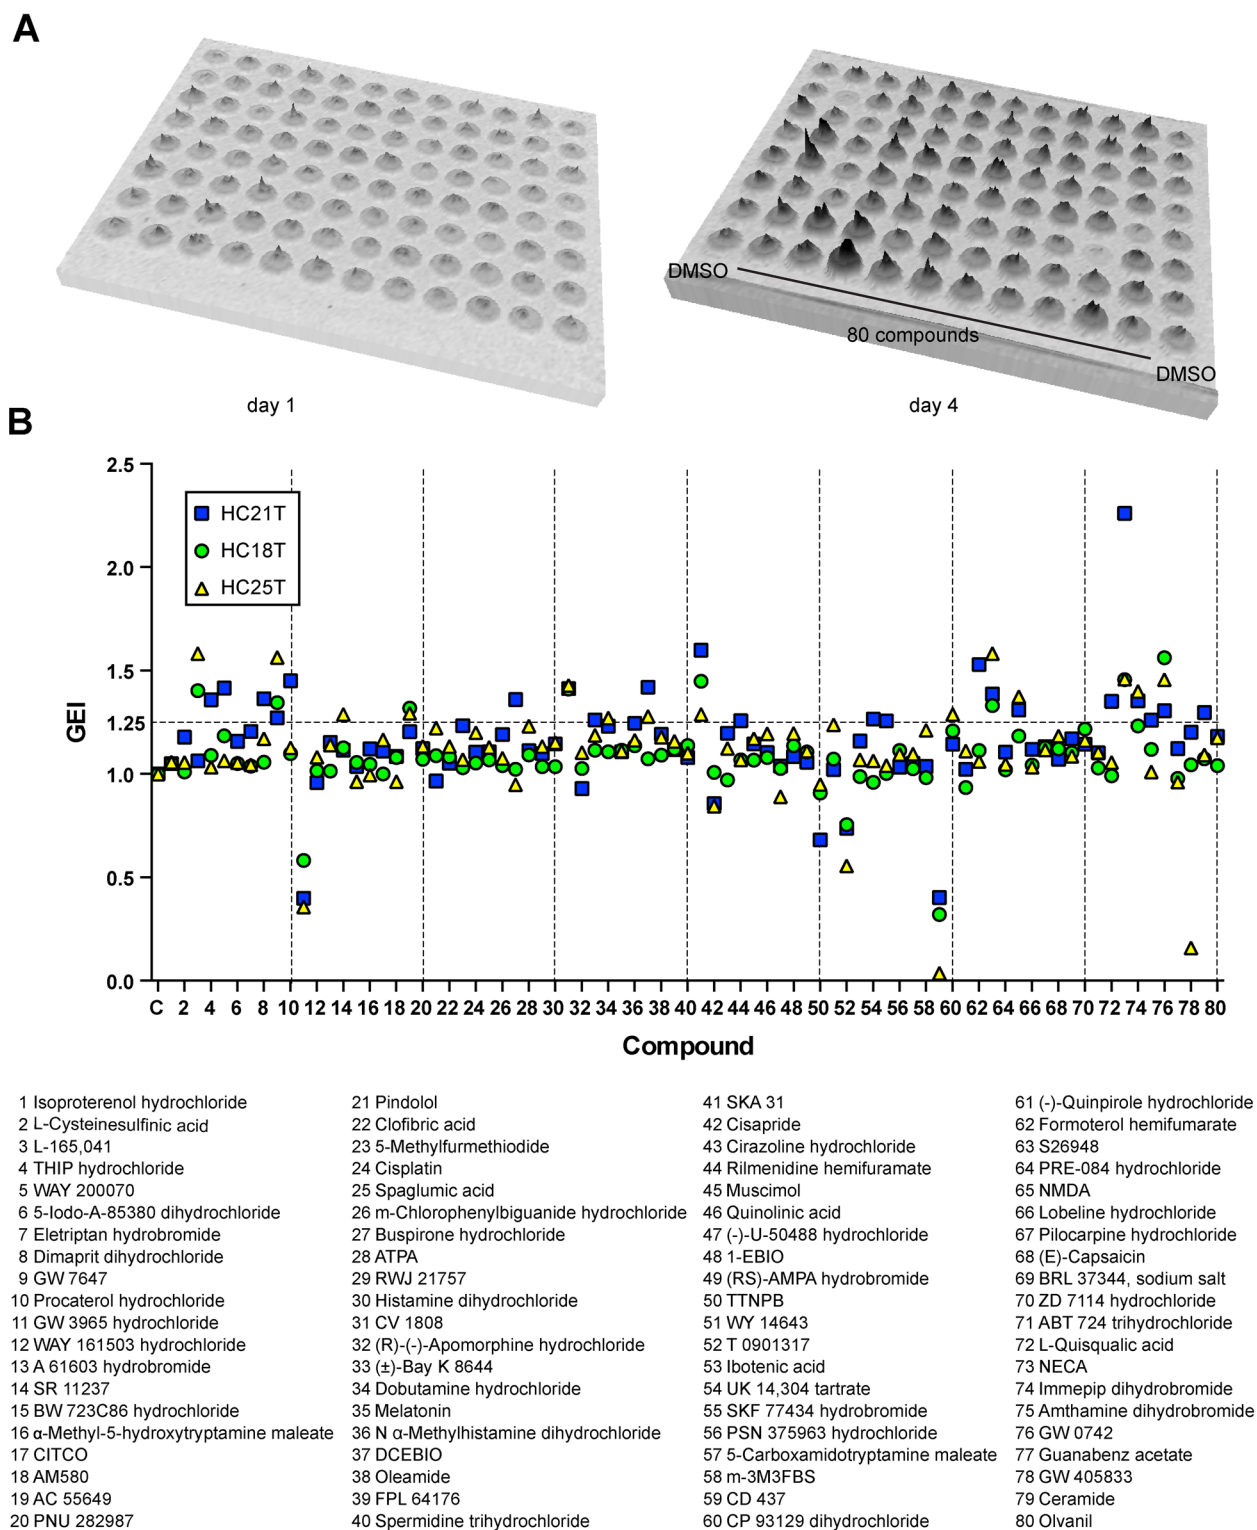 A
DMSO
80 compounds
DMSO
day 1
day 4
B
2.5
2.0
1.5
1.25
1.0
0.5
0.0
GEI
HC21T
HC18T
HC25T
C 2 4 6 8 10 12 14 16 18 20 22 24 26 28 30 32 34 36 38 40 42 44 46 48 50 52 54 56 58 60 62 64 66 68 70 72 74 76 78 80
Compound
1 Isoproterenol hydrochloride
2 L-Cysteinesulfinic acid
3 L-165,041
4 THIP hydrochloride
5 WAY 200070
6 5-Iodo-A-85380 dihydrochloride
7 Eletriptan hydrobromide
8 Dimaprit dihydrochloride
9 GW 7647
10 Procaterol hydrochloride
11 GW 3965 hydrochloride
12 WAY 161503 hydrochloride
13 A 61603 hydrobromide
14 SR 11237
15 BW 723C86 hydrochloride
16 α-Methyl-5-hydroxytryptamine maleate
17 CITCO
18 AM580
19 AC 55649
20 PNU 282987
21 Pindolol
22 Clofibric acid
23 5-Methylfurmethiodide
24 Cisplatin
25 Spaglumic acid
26 m-Chlorophenylbiguanide hydrochloride
27 Buspirone hydrochloride
28 ATPA
29 RWJ 21757
30 Histamine dihydrochloride
31 CV 1808
32 (R)-(-)-Apomorphine hydrochloride
33 (±)-Bay K 8644
34 Dobutamine hydrochloride
35 Melatonin
36 N α-Methylhistamine dihydrochloride
37 DCEBIO
38 Oleamide
39 FPL 64176
40 Spermidine trihydrochloride
41 SKA 31
42 Cisapride
43 Cirazoline hydrochloride
44 Rilmenidine hemifuramate
45 Muscimol
46 Quinolinic acid
47 (-)-U-50488 hydrochloride
48 1-EBIO
49 (RS)-AMPA hydrobromide
50 TTNPB
51 WY 14643
52 T 0901317
53 Ibotenic acid
54 UK 14,304 tartrate
55 SKF 77434 hydrobromide
56 PSN 375963 hydrochloride
57 5-Carboxamidotryptamine maleate
58 m-3M3FBS
59 CD 437
60 CP 93129 dihydrochloride
61 (-)-Quinpirole hydrochloride
62 Formoterol hemifumarate
63 S26948
64 PRE-084 hydrochloride
65 NMDA
66 Lobeline hydrochloride
67 Pilocarpine hydrochloride
68 (E)-Capsaicin
69 BRL 37344, sodium salt
70 ZD 7114 hydrochloride
71 ABT 724 trihydrochloride
72 L-Quisqualic acid
73 NECA
74 Immepip dihydrobromide
75 Amthamine dihydrobromide
76 GW 0742
77 Guanabenz acetate
78 GW 405833
79 Ceramide
80 Olvanil